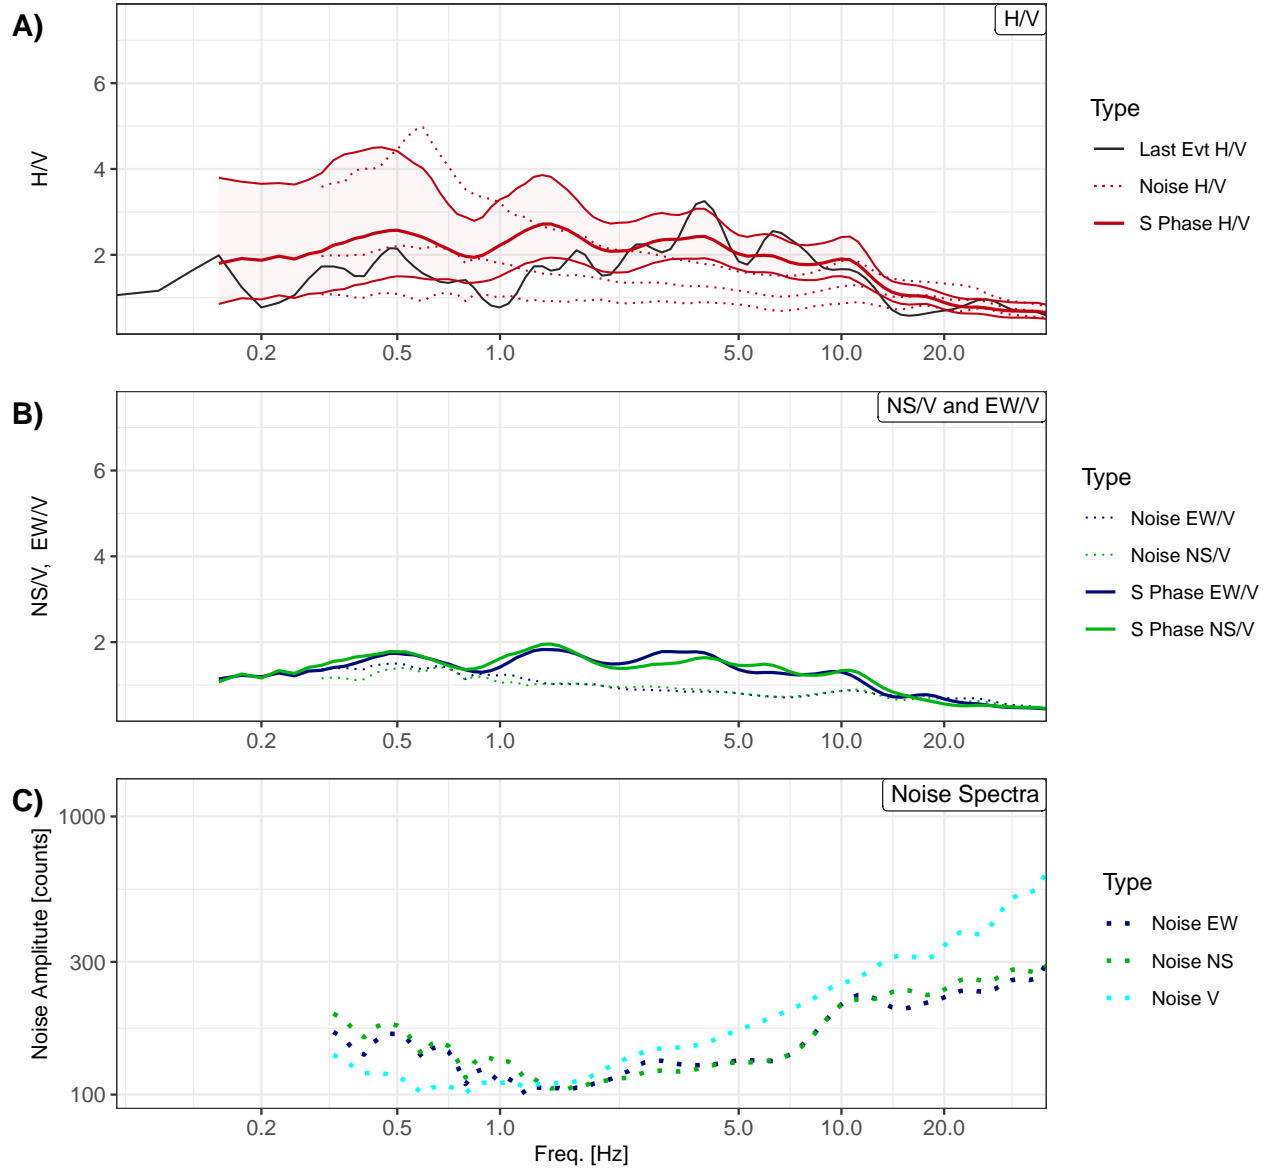 A)
H/V
6
4
2
H/V
0.2 0.5 1.0 5.0 10.0 20.0
Type
Last Evt H/V
Noise H/V
S Phase H/V
B)
NS/V and EW/V
6
4
2
NS/V, EW/V
0.2 0.5 1.0 5.0 10.0 20.0
Type
Noise EW/V
Noise NS/V
S Phase EW/V
S Phase NS/V
C)
Noise Spectra
1000
300
100
Noise Amplitute [counts]
0.2 0.5 1.0 5.0 10.0 20.0
Freq. [Hz]
Type
Noise EW
Noise NS
Noise V